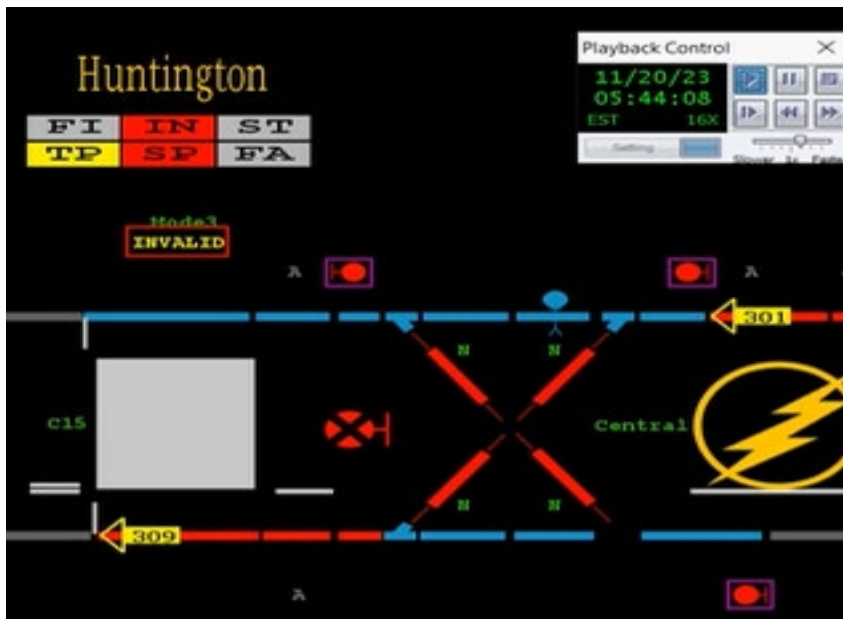 Huntington
Playback Control
11/20/23
05:44:08
EST 16X
FI IN ST
TP SP FA
Setting
Slower 1x Faste
Mode3
INVALID
A A
301
N N
C15 Central
N N
309
A